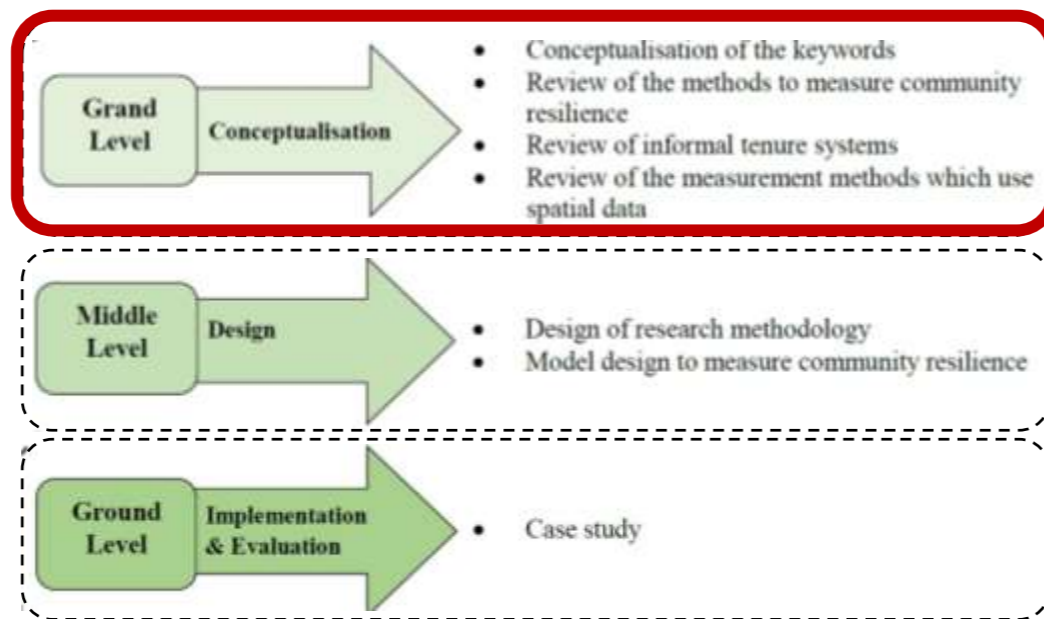 Grand
Level
Conceptualisation
• Conceptualisation of the keywords
• Review of the methods to measure community
resilience
• Review of informal tenure systems
• Review of the measurement methods which use
spatial data
Middle
Level
Design
• Design of research methodology
• Model design to measure community resilience
Ground
Level
Implementation
& Evaluation
• Case study